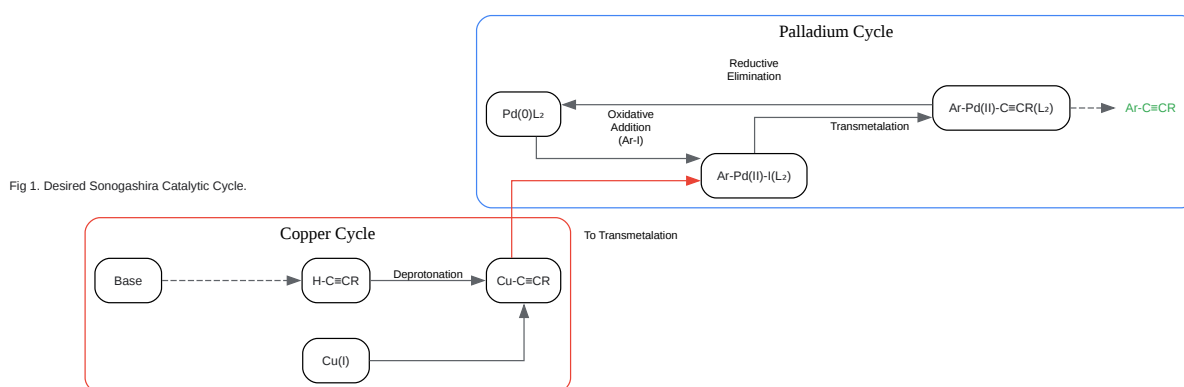 Palladium Cycle
Reductive
Elimination
Pd(0)L₂
Oxidative
Addition
(Ar-I)
Transmetalation
Ar-Pd(II)-C≡CR(L₂)
Ar-C≡CR
Ar-Pd(II)-I(L₂)
Fig 1. Desired Sonogashira Catalytic Cycle.
Copper Cycle
To Transmetalation
Base
H-C≡CR
Deprotonation
Cu-C≡CR
Cu(I)